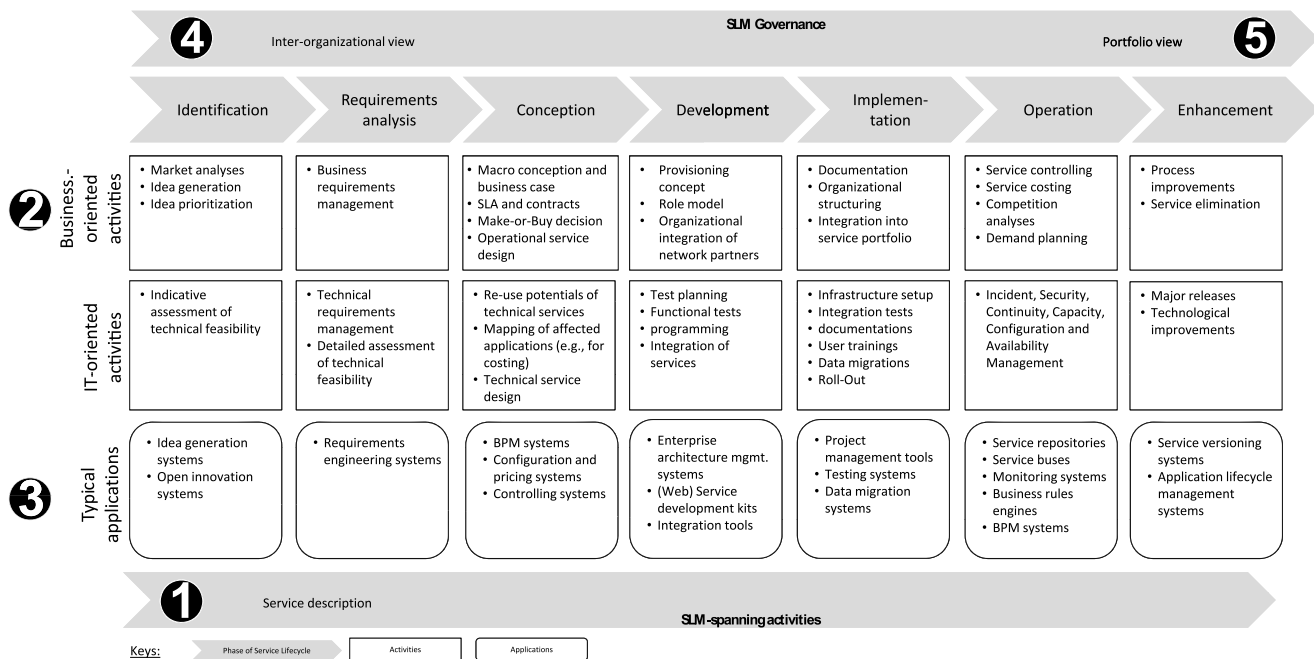 SLM Governance
4
Inter-organizational view
Portfolio view
5
Identification
Requirements
analysis
Conception
Development
Implemen-
tation
Operation
Enhancement
2
Business.-
oriented
activities
• Market analyses
• Idea generation
• Idea prioritization
• Business
requirements
management
• Macro conception and
business case
• SLA and contracts
• Make-or-Buy decision
• Operational service
design
• Provisioning
concept
• Role model
• Organizational
integration of
network partners
• Documentation
• Organizational
structuring
• Integration into
service portfolio
• Service controlling
• Service costing
• Competition
analyses
• Demand planning
• Process
improvements
• Service elimination
IT-oriented
activities
• Indicative
assessment of
technical feasibility
• Technical
requirements
management
• Detailed assessment
of technical
feasibility
• Re-use potentials of
technical services
• Mapping of affected
applications (e.g., for
costing)
• Technical service
design
• Test planning
• Functional tests
• programming
• Integration of
services
• Infrastructure setup
• Integration tests
• documentations
• User trainings
• Data migrations
• Roll-Out
• Incident, Security,
Continuity, Capacity,
Configuration and
Availability
Management
• Major releases
• Technological
improvements
3
Typical
applications
• Idea generation
systems
• Open innovation
systems
• Requirements
engineering systems
• BPM systems
• Configuration and
pricing systems
• Controlling systems
• Enterprise
architecture mgmt.
systems
• (Web) Service
development kits
• Integration tools
• Project
management tools
• Testing systems
• Data migration
systems
• Service repositories
• Service buses
• Monitoring systems
• Business rules
engines
• BPM systems
• Service versioning
systems
• Application lifecycle
management
systems
1
Service description
SLM-spanning activities
Keys:
Phase of Service Lifecycle
Activities
Applications